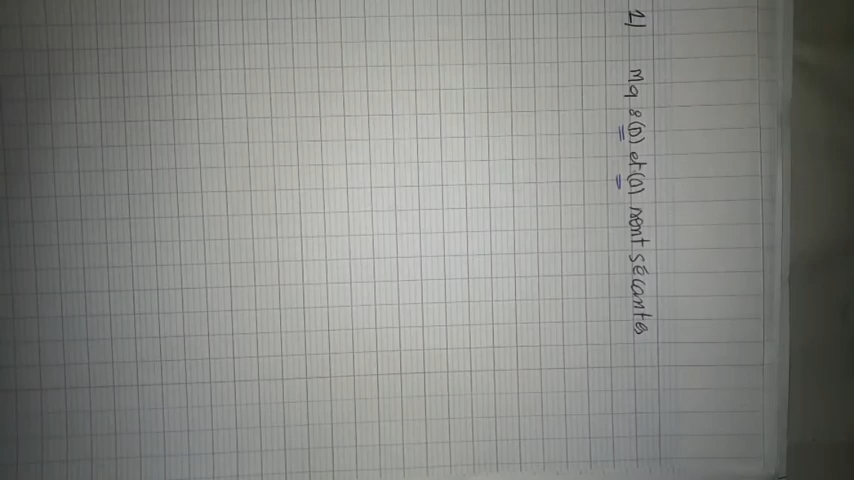 1) Mq : (D) et (Δ) sont sécantes